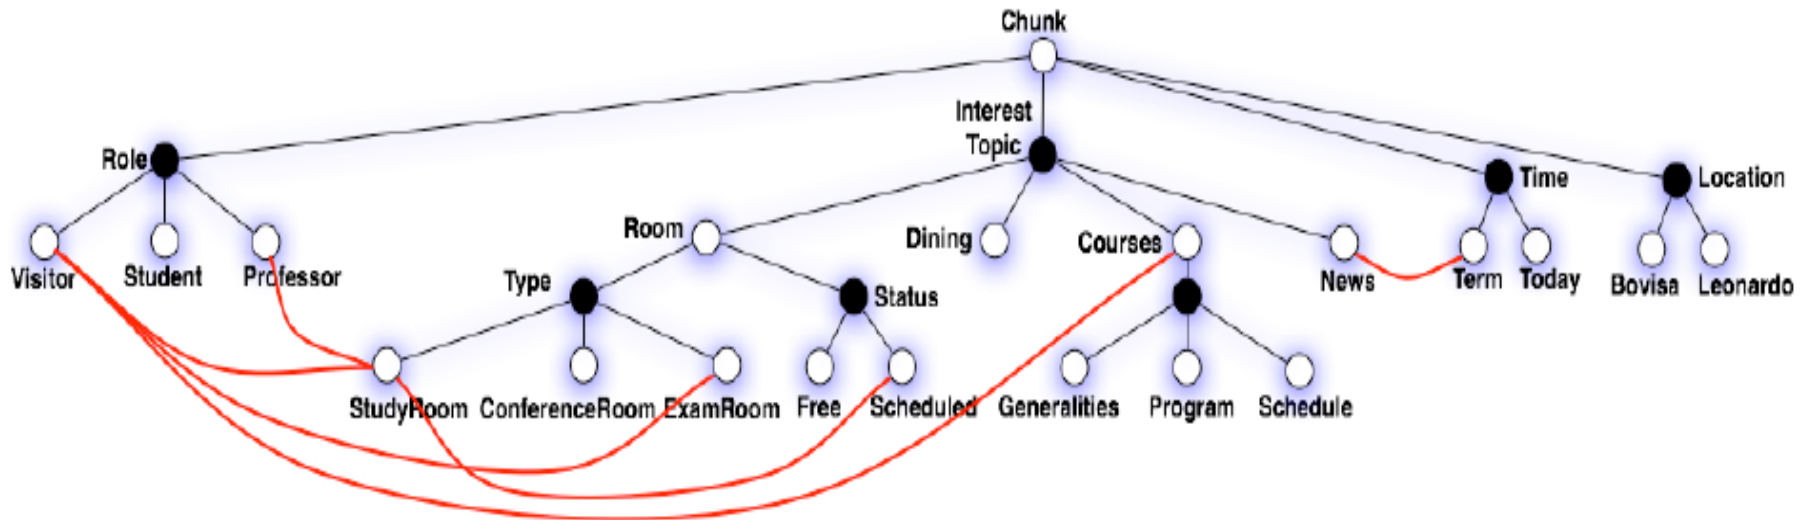 Chunk
Interest
Topic
Role
Time
Location
Room
Dining
Courses
Visitor
Student
Professor
Type
Status
News
Term
Today
Bovisa
Leonardo
StudyRoom
ConferenceRoom
ExamRoom
Free
Scheduled
Generalities
Program
Schedule